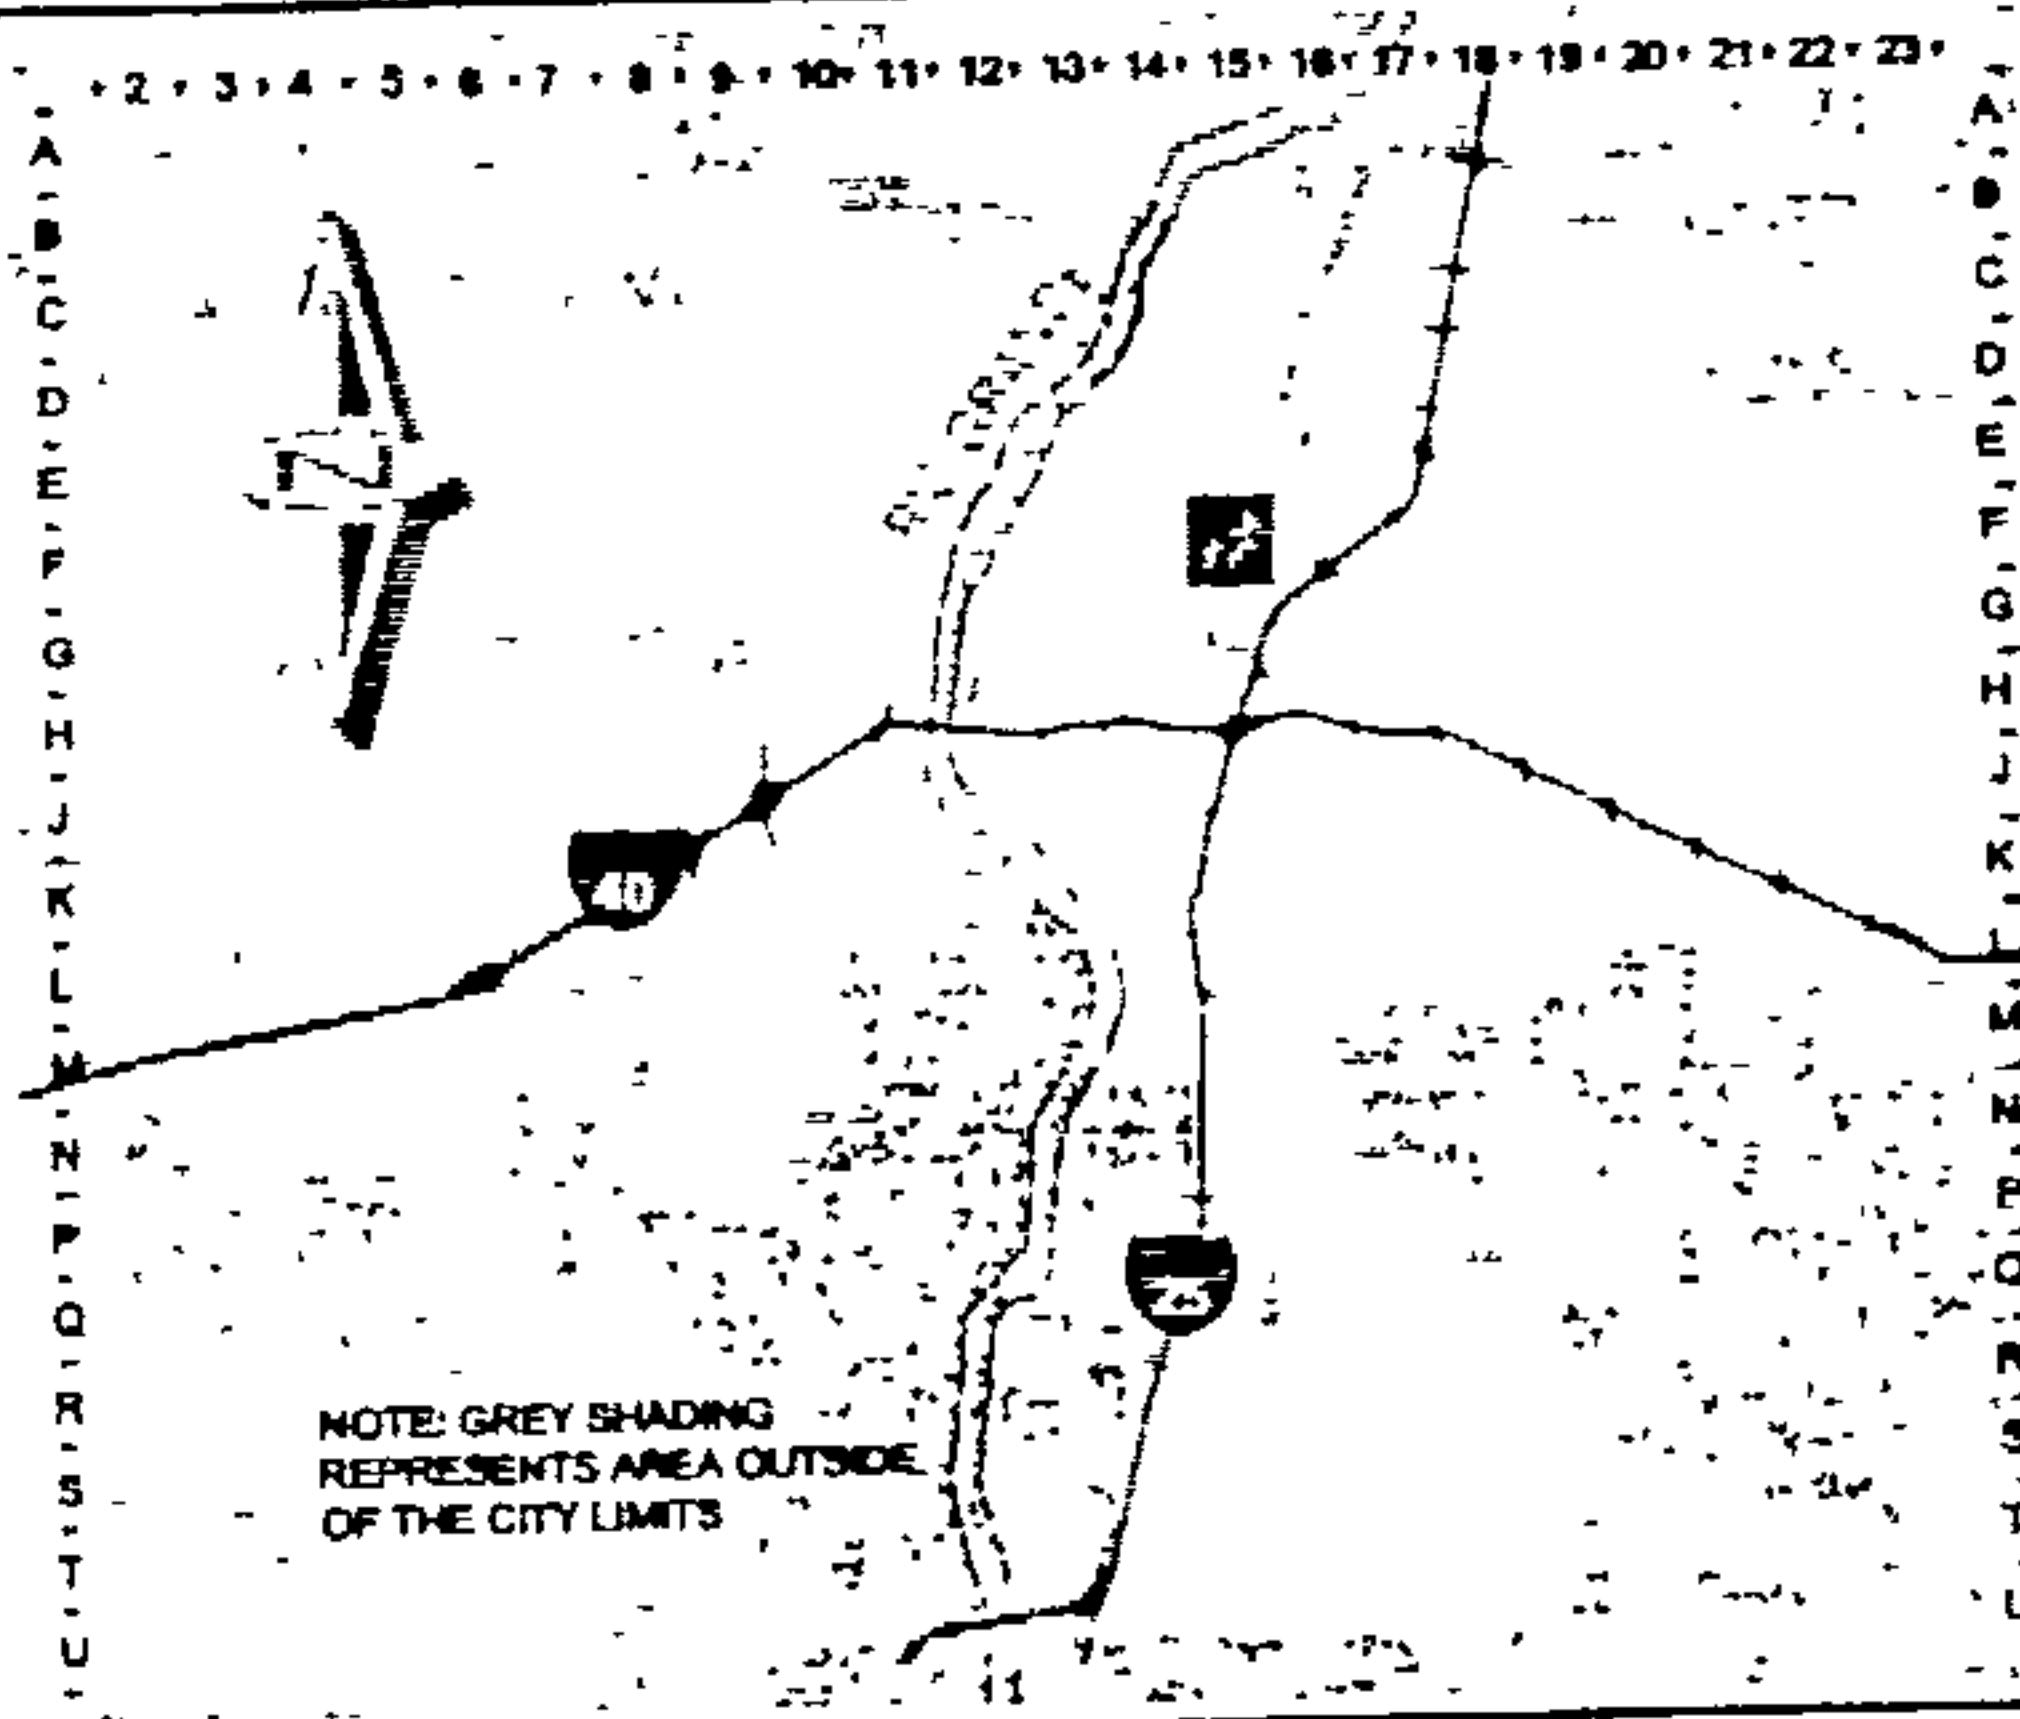 2 3 4 5 6 7 8 9 10 11 12 13 14 15 16 17 18 19 20 21 22 23
A A
B B
C C
D D
E E
F F
G G
H H
J J
K K
L L
M M
N N
P P
Q Q
R R
S S
T T
U U
40
NOTE: GREY SHADING
REPRESENTS AREA OUTSIDE
OF THE CITY LIMITS